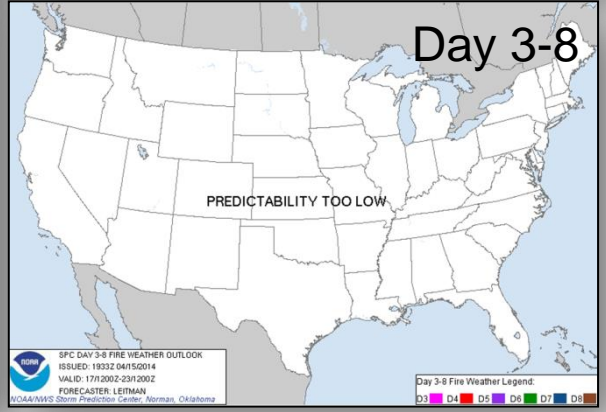 Day 3-8
PREDICTABILITY TOO LOW
NOAA
SPC DAY 3-8 FIRE WEATHER OUTLOOK
ISSUED: 1933Z 04/15/2014
VALID: 17/1200Z-23/1200Z
FORECASTER: LEITMAN
NOAA/NWS Storm Prediction Center, Norman, Oklahoma
Day 3-8 Fire Weather Legend:
D3 D4 D5 D6 D7 D8